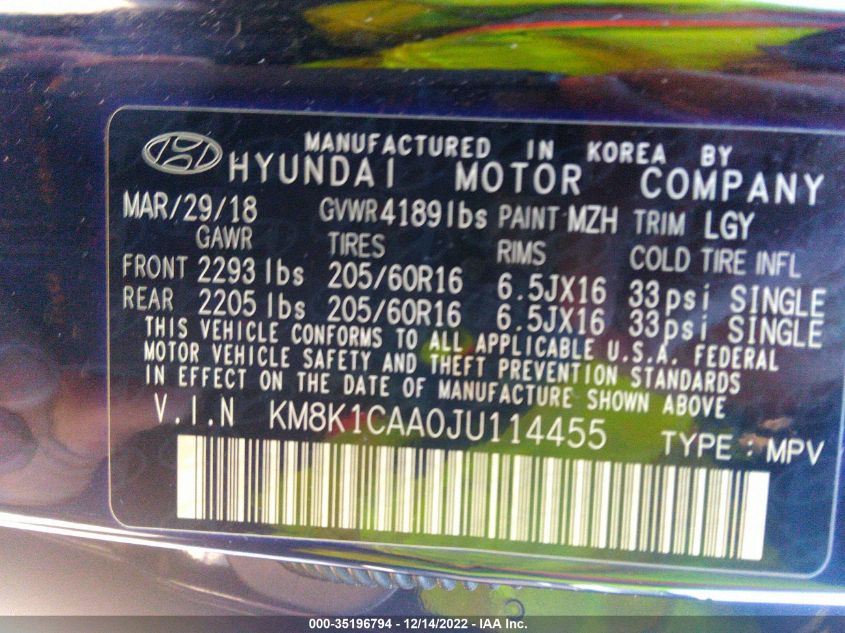 MANUFACTURED IN KOREA BY
HYUNDAI MOTOR COMPANY
MAR/29/18 GVWR4189lbs PAINT MZH TRIM LGY
GAWR TIRES RIMS COLD TIRE INFL
FRONT 2293 lbs 205/60R16 6.5JX16 33psi SINGLE
REAR 2205 lbs 205/60R16 6.5JX16 33psi SINGLE
THIS VEHICLE CONFORMS TO ALL APPLICABLE U.S.A. FEDERAL
MOTOR VEHICLE SAFETY AND THEFT PREVENTION STANDARDS
IN EFFECT ON THE DATE OF MANUFACTURE SHOWN ABOVE
V.I.N KM8K1CAA0JU114455 TYPE : MPV
000-35196794 - 12/14/2022 - IAA Inc.